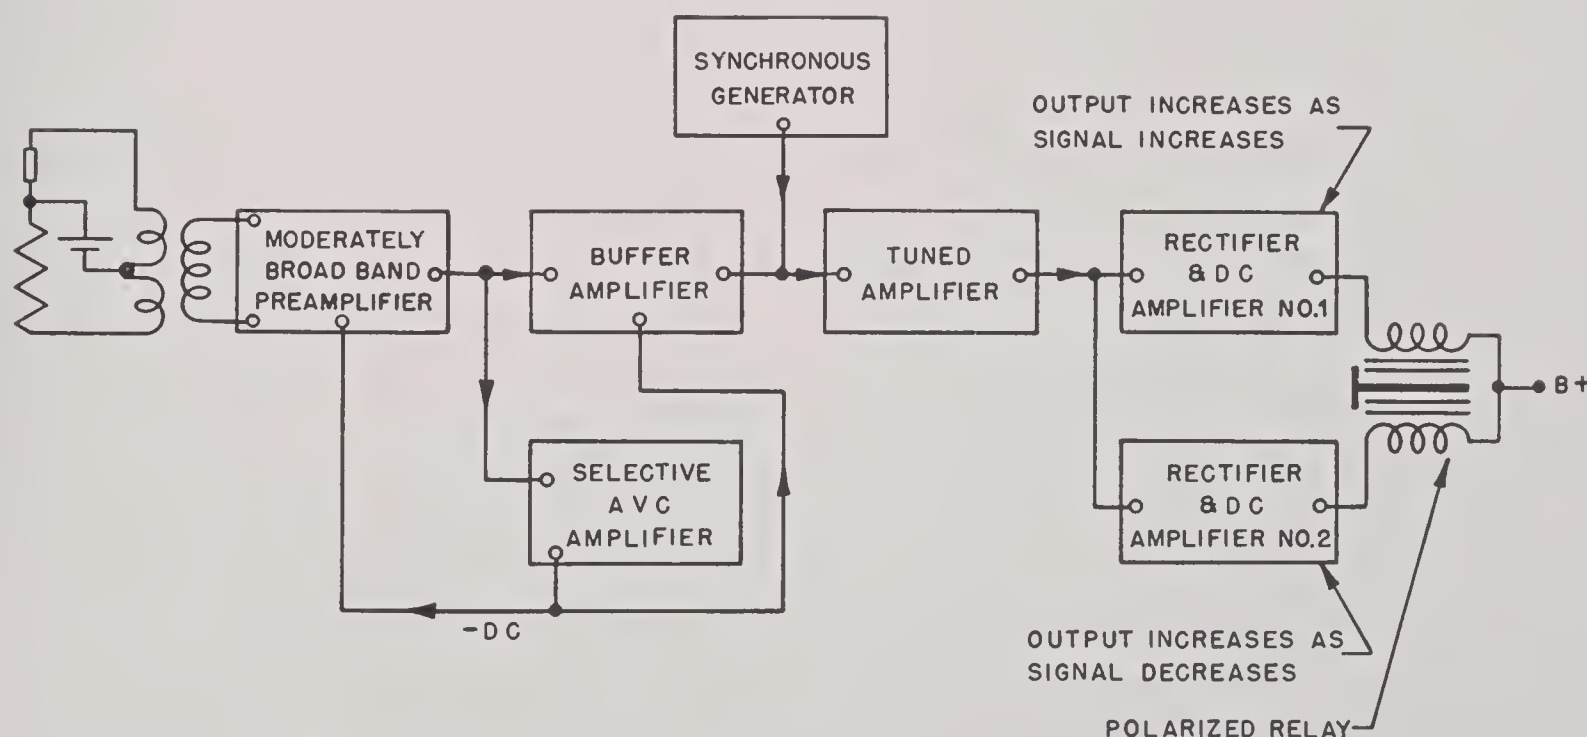 SYNCHRONOUS
GENERATOR
OUTPUT INCREASES AS
SIGNAL INCREASES
MODERATELY
BROAD BAND
PREAMPLIFIER
BUFFER
AMPLIFIER
TUNED
AMPLIFIER
RECTIFIER
& DC
AMPLIFIER NO.1
B+
SELECTIVE
AVC
AMPLIFIER
RECTIFIER
& DC
AMPLIFIER NO.2
-DC
OUTPUT INCREASES AS
SIGNAL DECREASES
POLARIZED RELAY